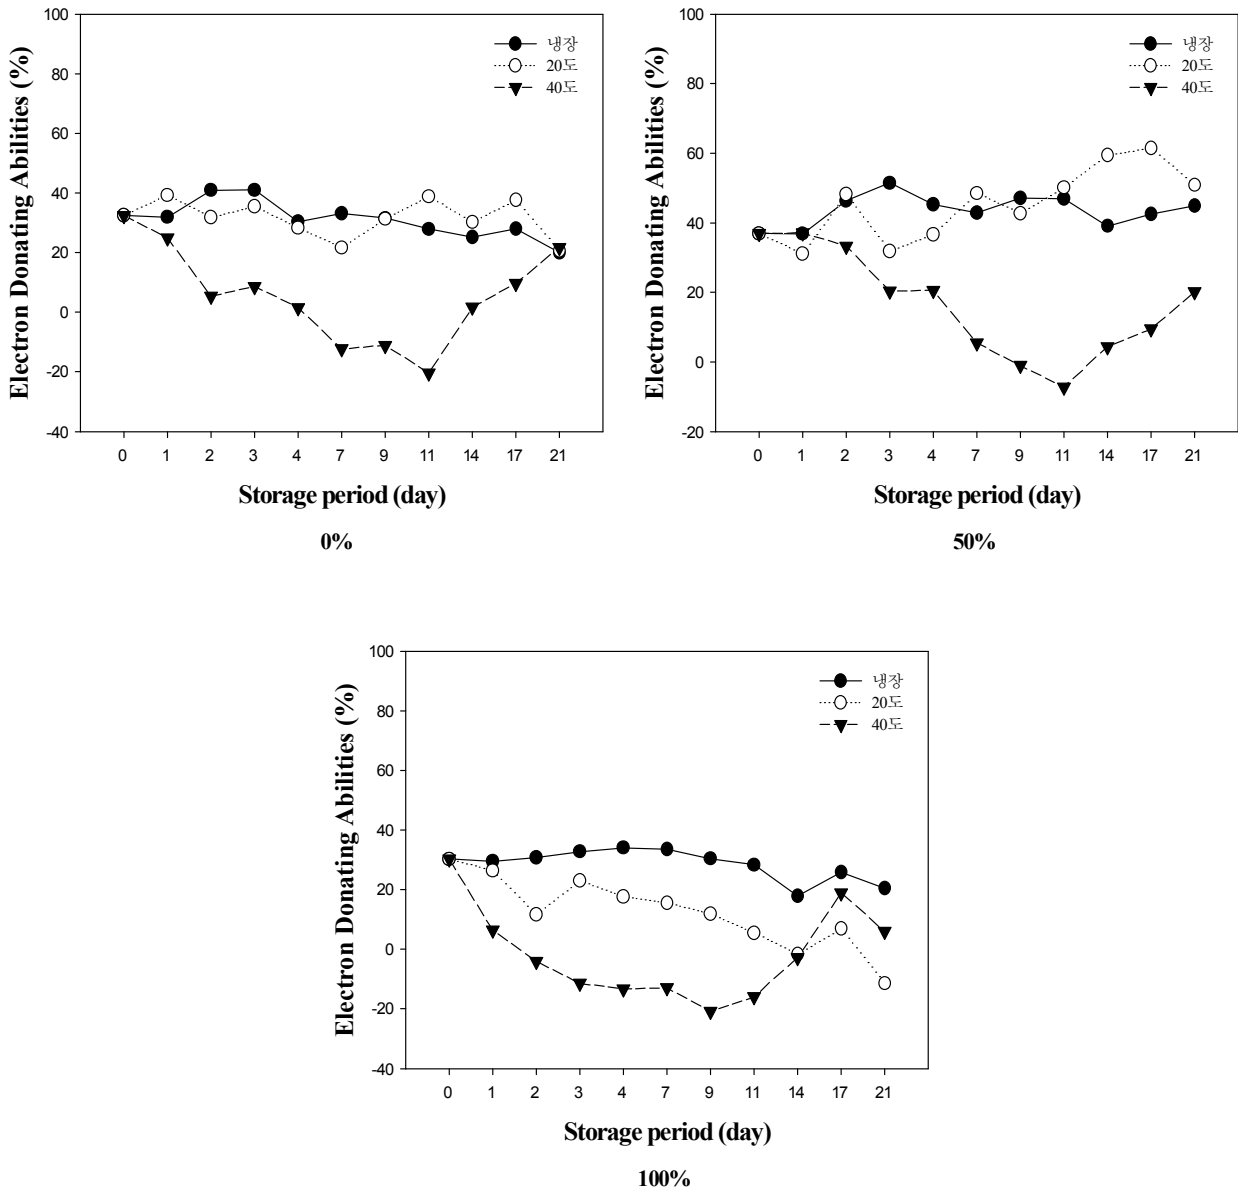 Electron Donating Abilities (%)
100
80
60
40
20
0
-20
-40
냉장
20도
40도
0 1 2 3 4 7 9 11 14 17 21
Storage period (day)
0%
Electron Donating Abilities (%)
100
80
60
40
20
0
-20
냉장
20도
40도
0 1 2 3 4 7 9 11 14 17 21
Storage period (day)
50%
Electron Donating Abilities (%)
100
80
60
40
20
0
-20
-40
냉장
20도
40도
0 1 2 3 4 7 9 11 14 17 21
Storage period (day)
100%